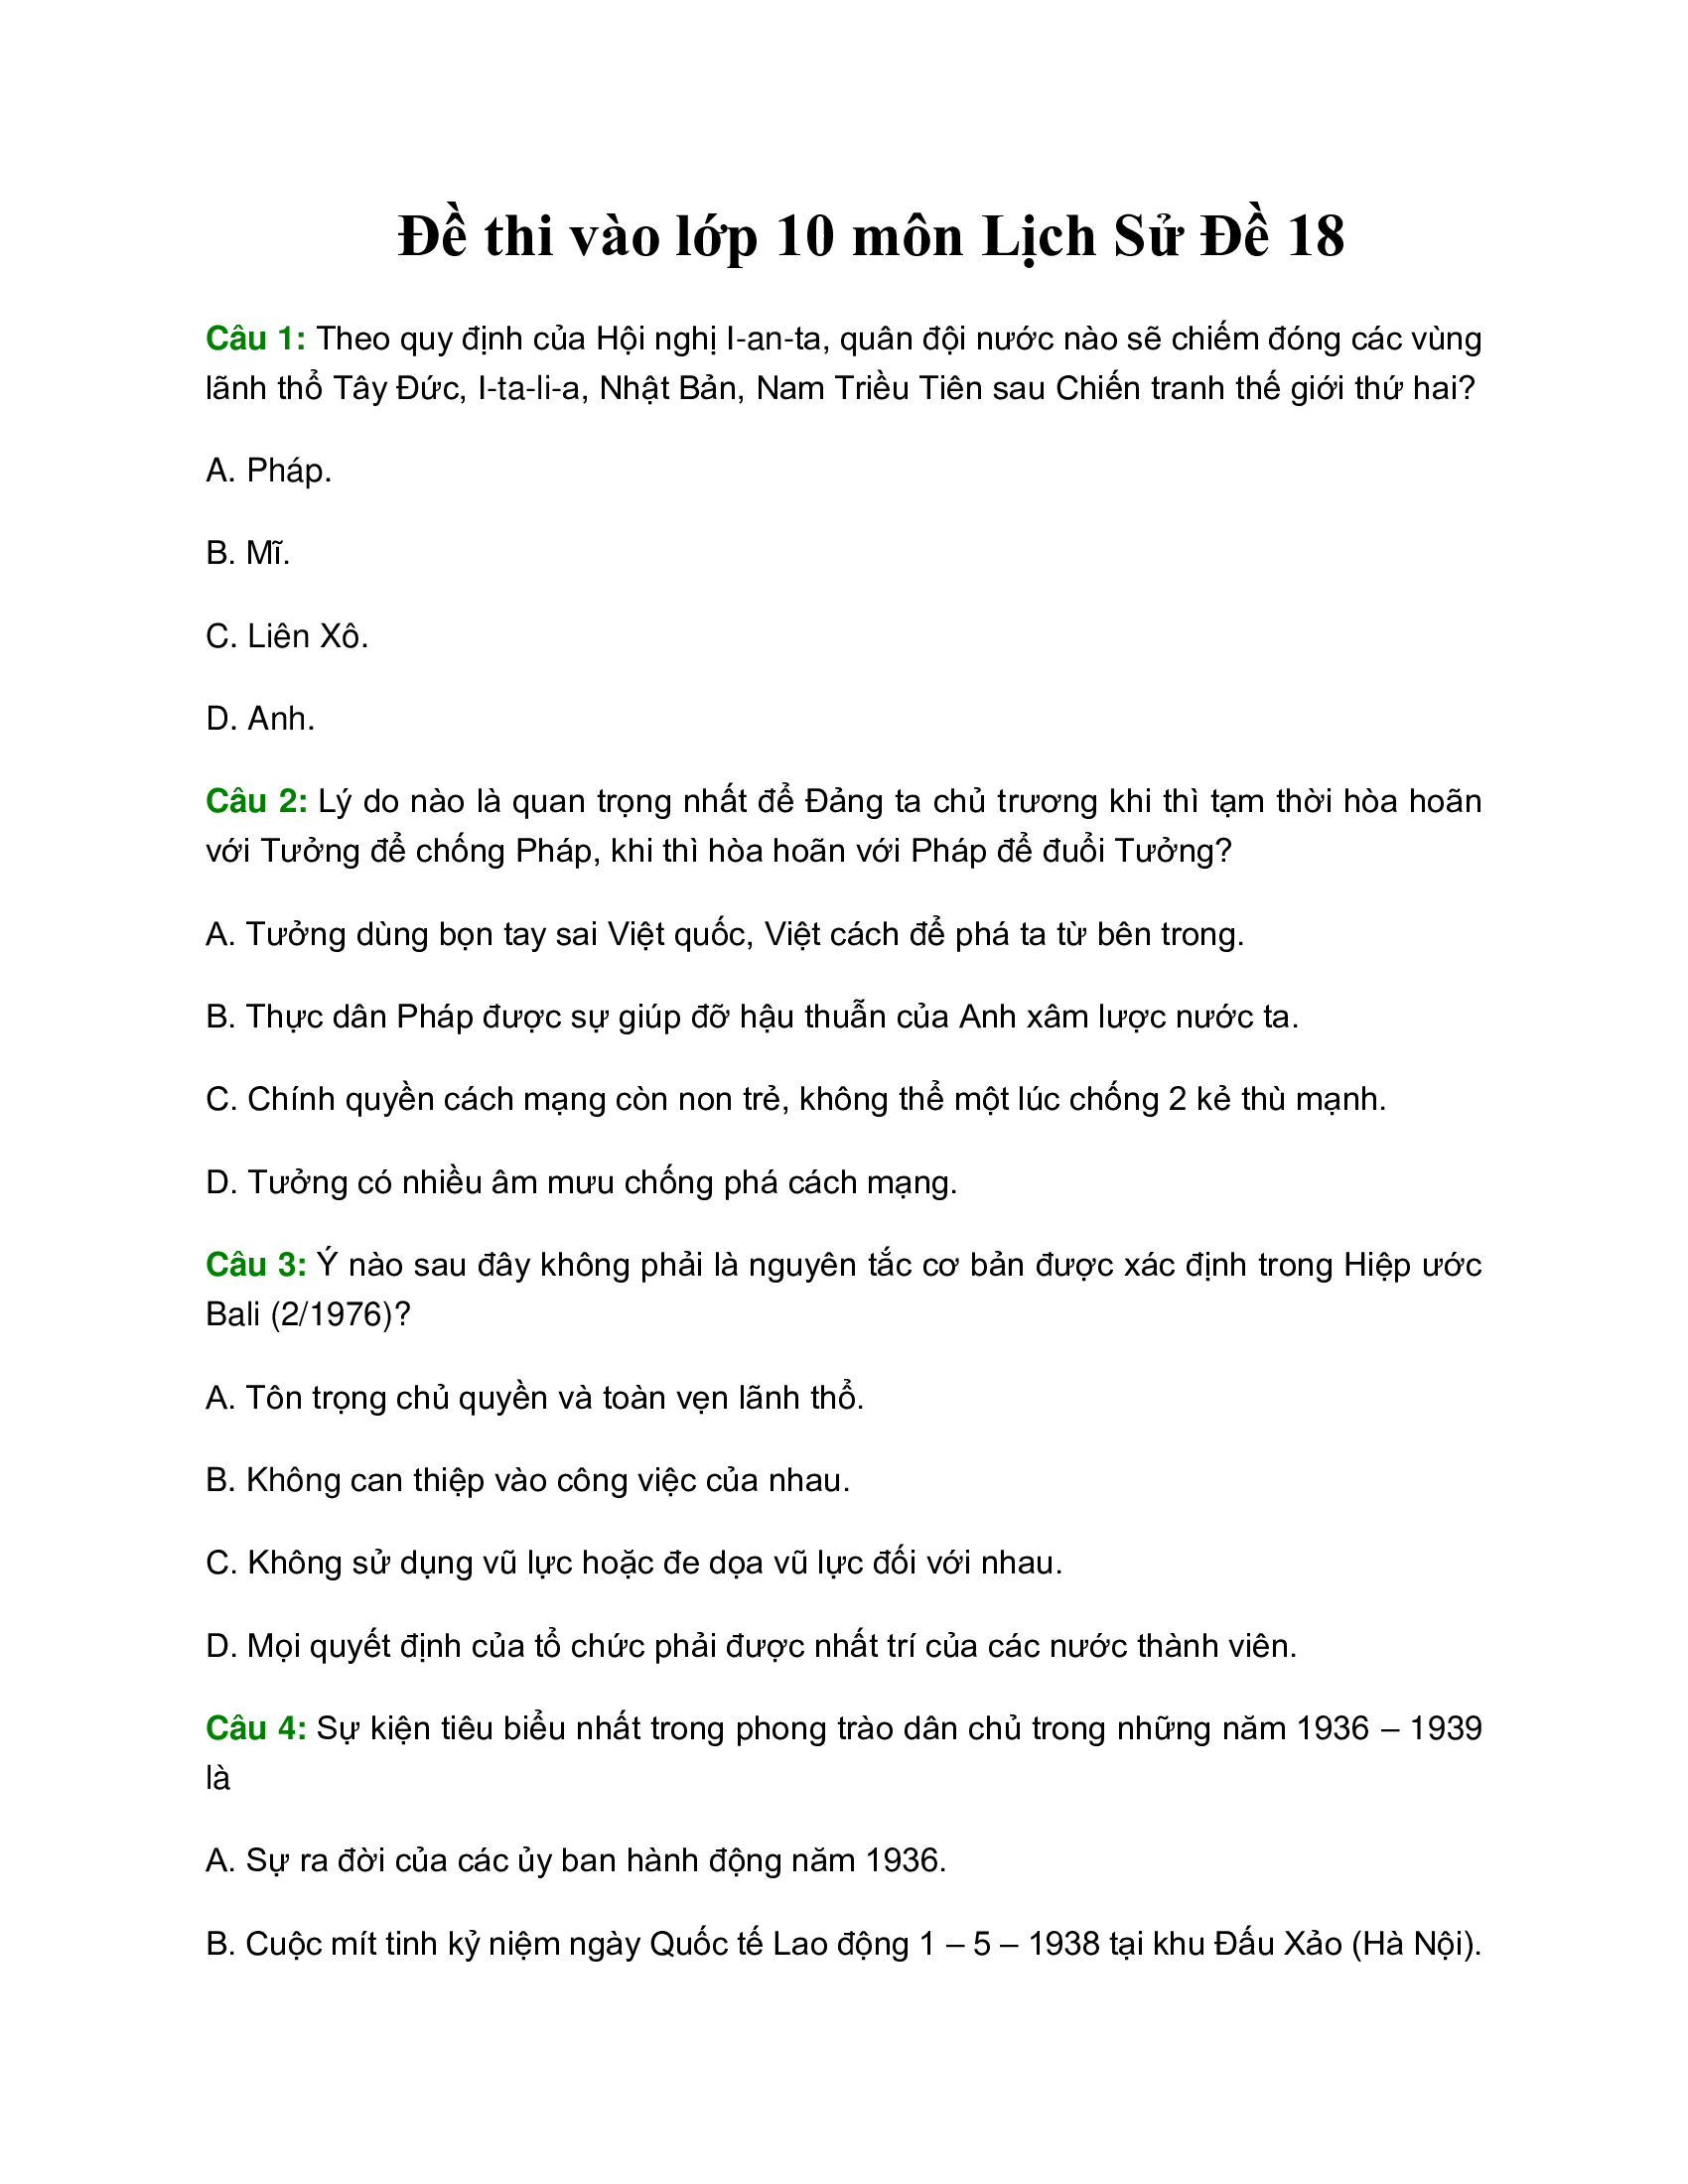 Đề thi vào lớp 10 môn Lịch Sử Đề 18
Câu 1: Theo quy định của Hội nghị I-an-ta, quân đội nước nào sẽ chiếm đóng các vùng
lãnh thổ Tây Đức, I-ta-li-a, Nhật Bản, Nam Triều Tiên sau Chiến tranh thế giới thứ hai?
A. Pháp.
B. Mĩ.
C. Liên Xô.
D. Anh.
Câu 2: Lý do nào là quan trọng nhất để Đảng ta chủ trương khi thì tạm thời hòa hoãn
với Tưởng để chống Pháp, khi thì hòa hoãn với Pháp để đuổi Tưởng?
A. Tưởng dùng bọn tay sai Việt quốc, Việt cách để phá ta từ bên trong.
B. Thực dân Pháp được sự giúp đỡ hậu thuẫn của Anh xâm lược nước ta.
C. Chính quyền cách mạng còn non trẻ, không thể một lúc chống 2 kẻ thù mạnh.
D. Tưởng có nhiều âm mưu chống phá cách mạng.
Câu 3: Ý nào sau đây không phải là nguyên tắc cơ bản được xác định trong Hiệp ước
Bali (2/1976)?
A. Tôn trọng chủ quyền và toàn vẹn lãnh thổ.
B. Không can thiệp vào công việc của nhau.
C. Không sử dụng vũ lực hoặc đe dọa vũ lực đối với nhau.
D. Mọi quyết định của tổ chức phải được nhất trí của các nước thành viên.
Câu 4: Sự kiện tiêu biểu nhất trong phong trào dân chủ trong những năm 1936 – 1939
là
A. Sự ra đời của các ủy ban hành động năm 1936.
B. Cuộc mít tinh kỷ niệm ngày Quốc tế Lao động 1 – 5 – 1938 tại khu Đấu Xảo (Hà Nội).